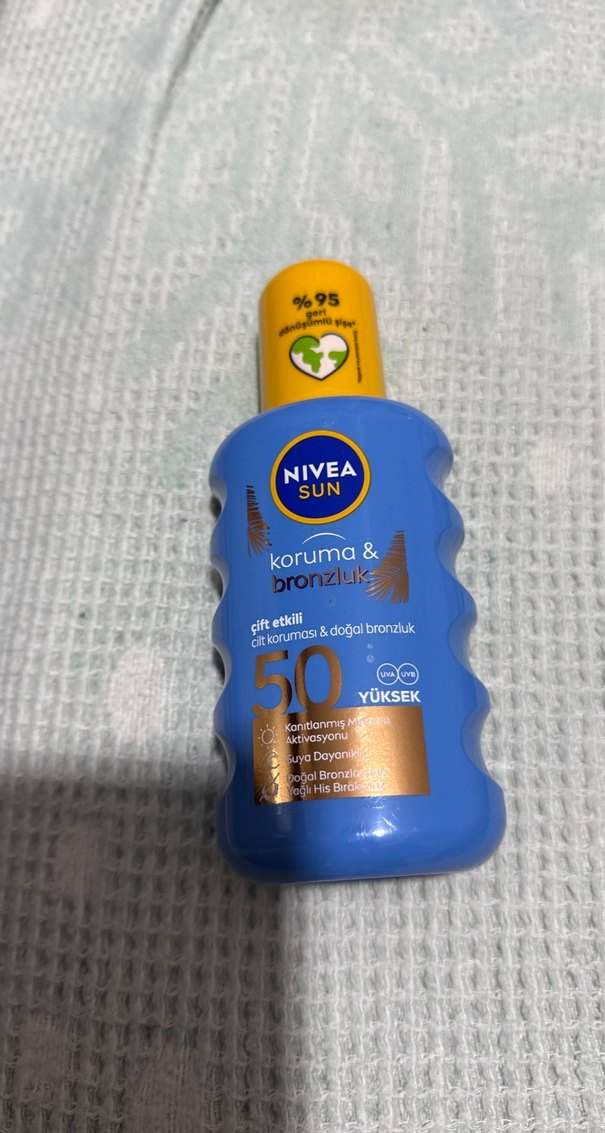 % 95
geri
dönüşümlü şişe*
NIVEA
SUN
koruma &
bronzluk
çift etkili
cilt koruması & doğal bronzluk
50
UVA UVB
YÜKSEK
Kanıtlanmış
Aktivasyonu
Suya Dayanıklı
Doğal
Yağlı His